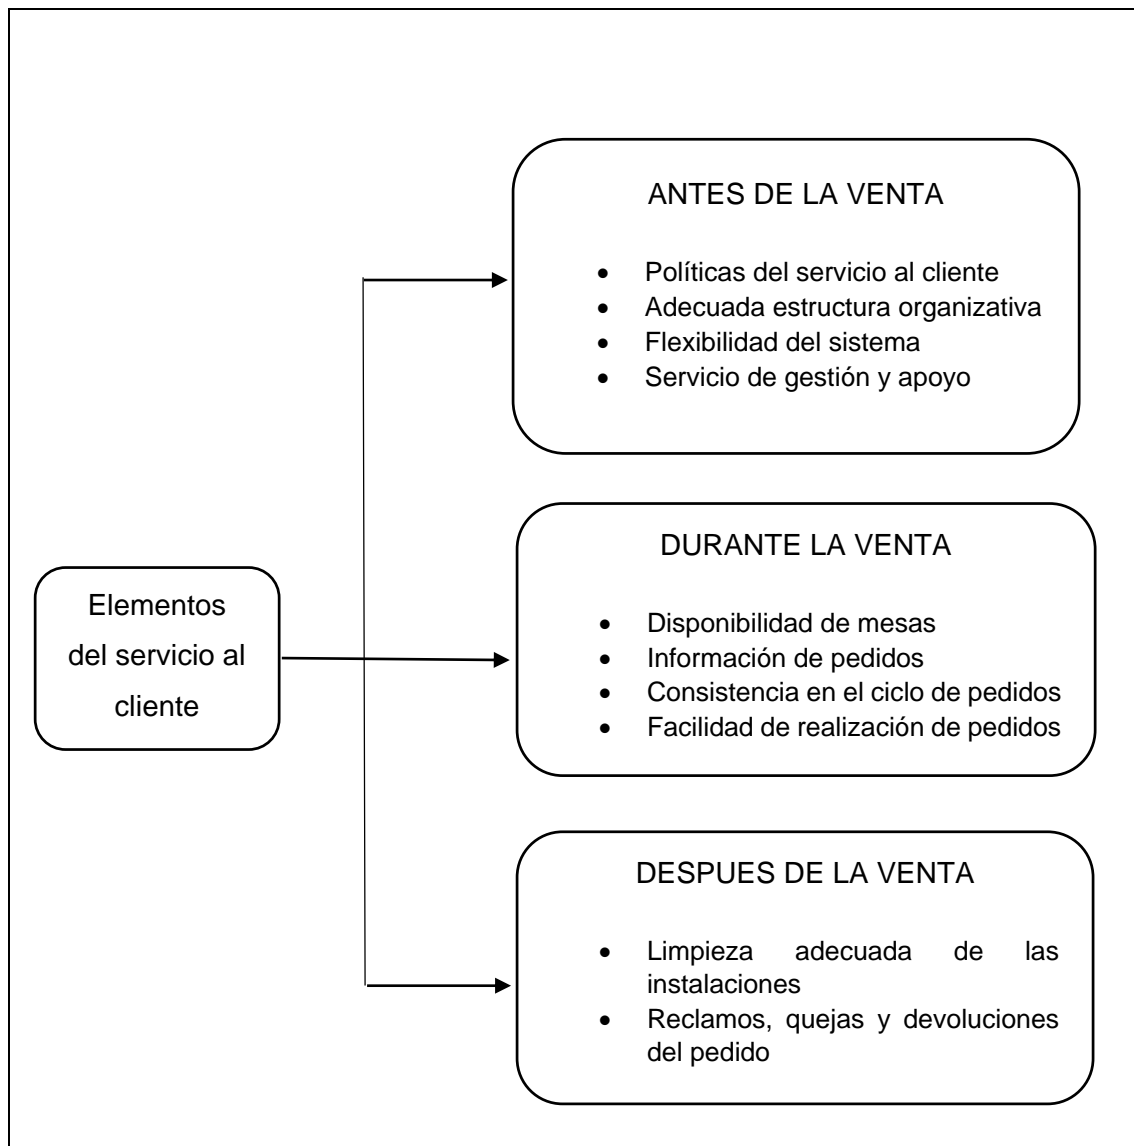 ANTES DE LA VENTA
• Políticas del servicio al cliente
• Adecuada estructura organizativa
• Flexibilidad del sistema
• Servicio de gestión y apoyo
Elementos
del servicio al
cliente
DURANTE LA VENTA
• Disponibilidad de mesas
• Información de pedidos
• Consistencia en el ciclo de pedidos
• Facilidad de realización de pedidos
DESPUES DE LA VENTA
• Limpieza adecuada de las
instalaciones
• Reclamos, quejas y devoluciones
del pedido